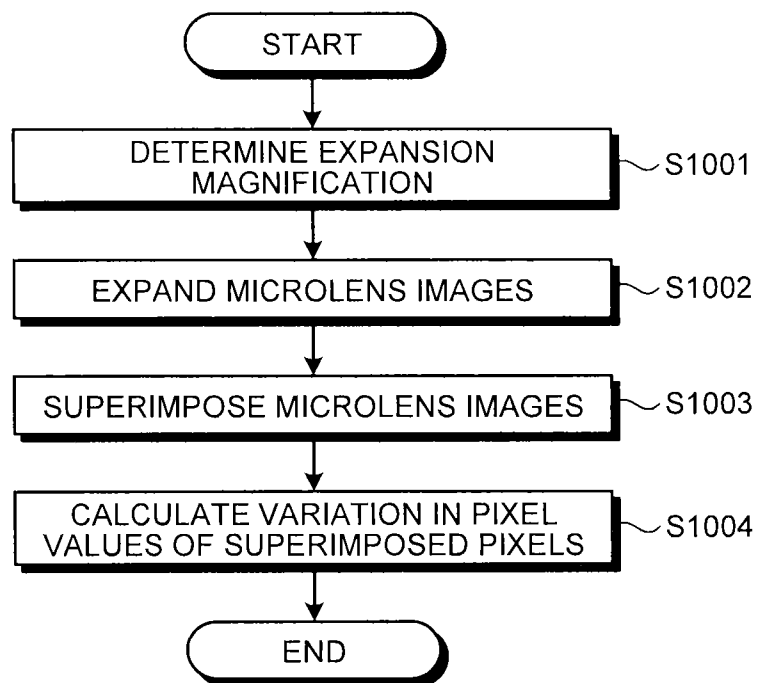 START
DETERMINE EXPANSION
MAGNIFICATION
S1001
EXPAND MICROLENS IMAGES
S1002
SUPERIMPOSE MICROLENS IMAGES
S1003
CALCULATE VARIATION IN PIXEL
VALUES OF SUPERIMPOSED PIXELS
S1004
END